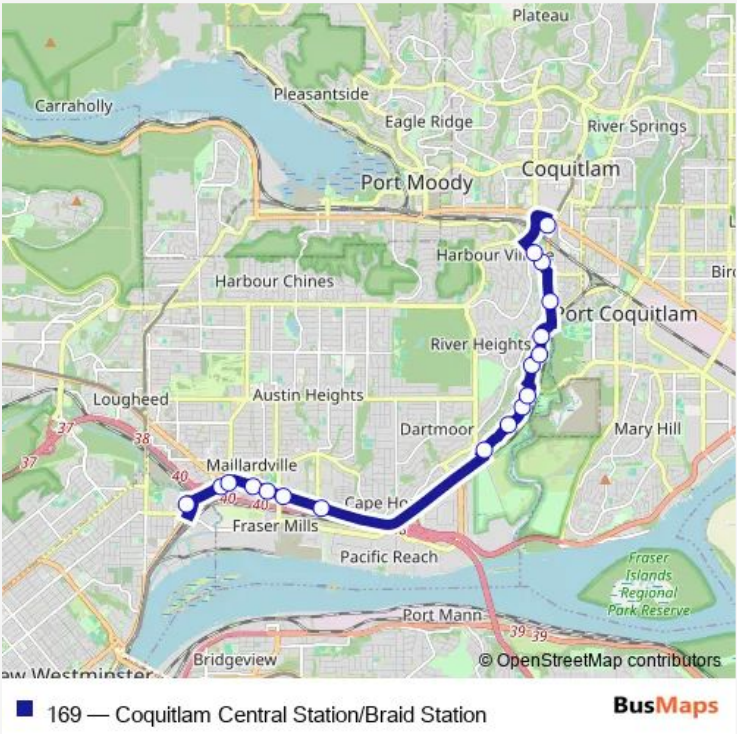 Plateau
Carraholly
Pleasantside
Eagle Ridge
River Springs
Port Moody
Coquitlam
Harbour Ville
Birc
Harbour Chines
Port Coquitlam
River Heights
Lougheed
Austin Heights
37
38
37
Dartmoor
Mary Hill
Maillardville
40
40
40
Cape Ho
Fraser Mills
8
Pacific Reach
Fraser
Islands
Regional
Park Reserve
Port Mann
39
39
Bridgeview
ew Westminster
© OpenStreetMap contributors
169 — Coquitlam Central Station/Braid Station
BusMaps